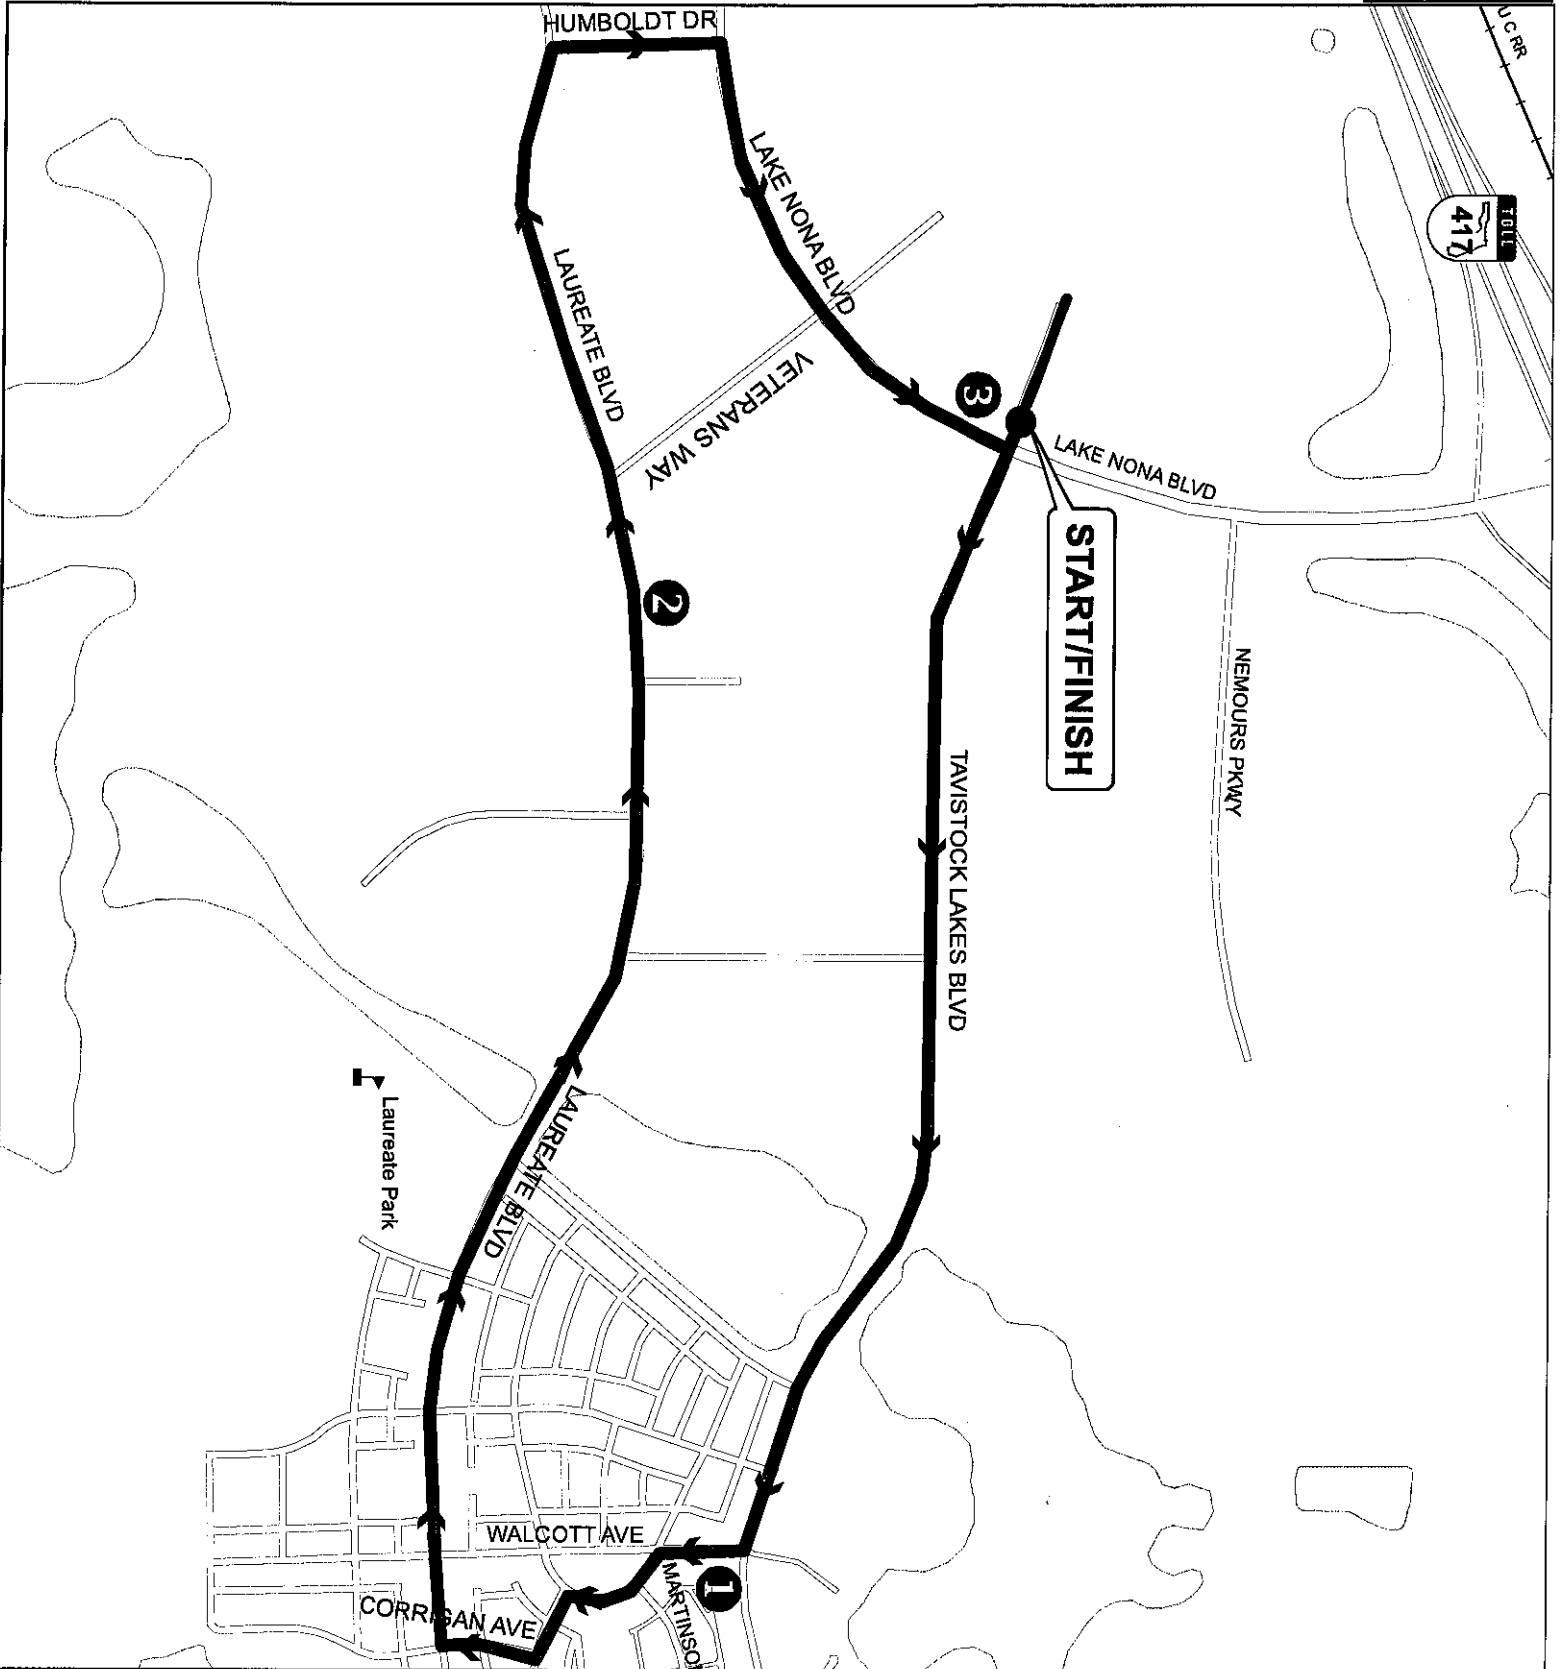 HUMBOLDT DR
U C RR
TOLL
417
LAKE NONA BLVD
LAUREATE BLVD
VETERANS WAY
3
LAKE NONA BLVD
START/FINISH
2
NEMOURS PKWY
TAVISTOCK LAKES BLVD
Laureate Park
LAUREATE BLVD
WALCOTT AVE
1
CORRIGAN AVE